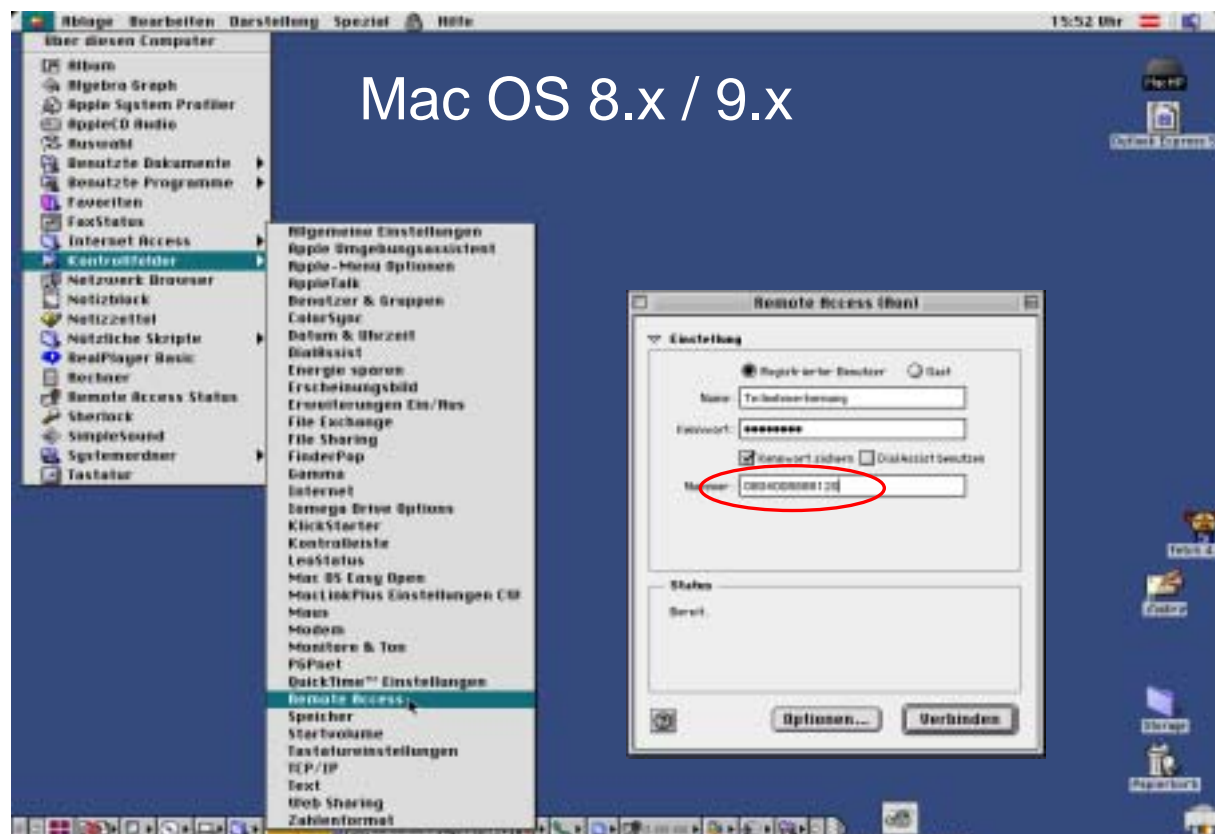 Ablage Bearbeiten Darstellung Spezial Hilfe 15:52 Uhr
Über diesen Computer
Album
Algebra Graph
Apple System Profiler
AppleCD Audio
Auswahl
Benutzte Dokumente
Benutzte Programme
Favoriten
FaxStatus
Internet Access
Kontrollfelder
Netzwerk Browser
Notizblock
Notizzettel
Nützliche Skripte
RealPlayer Basic
Rechner
Remote Access Status
Sherlock
SimpleSound
Systemordner
Tastatur
Mac OS 8.x / 9.x
Allgemeine Einstellungen
Apple Umgebungsassistent
Apple-Menü Optionen
AppleTalk
Benutzer & Gruppen
ColorSync
Datum & Uhrzeit
DialAssist
Energie sparen
Erscheinungsbild
Erweiterungen Ein/Aus
File Exchange
File Sharing
FinderPop
Gamma
Internet
Iomega Drive Options
KlickStarter
Kontrolleiste
LeoStatus
Mac OS Easy Open
MacLinkPlus Einstellungen CW
Maus
Modem
Monitore & Ton
PGPnet
QuickTime™ Einstellungen
Remote Access
Speicher
Startvolume
Tastatureinstellungen
TCP/IP
Text
Web Sharing
Zahlenformat
Remote Access (Aon)
Einstellung
Registrierter Benutzer Gast
Name: Teilnehmerkennung
Kennwort:
Kennwort sichern DialAssist benutzen
Nummer:
Status
Bereit.
Optionen... Verbinden
Outlook Express
Storage
Papierkorb